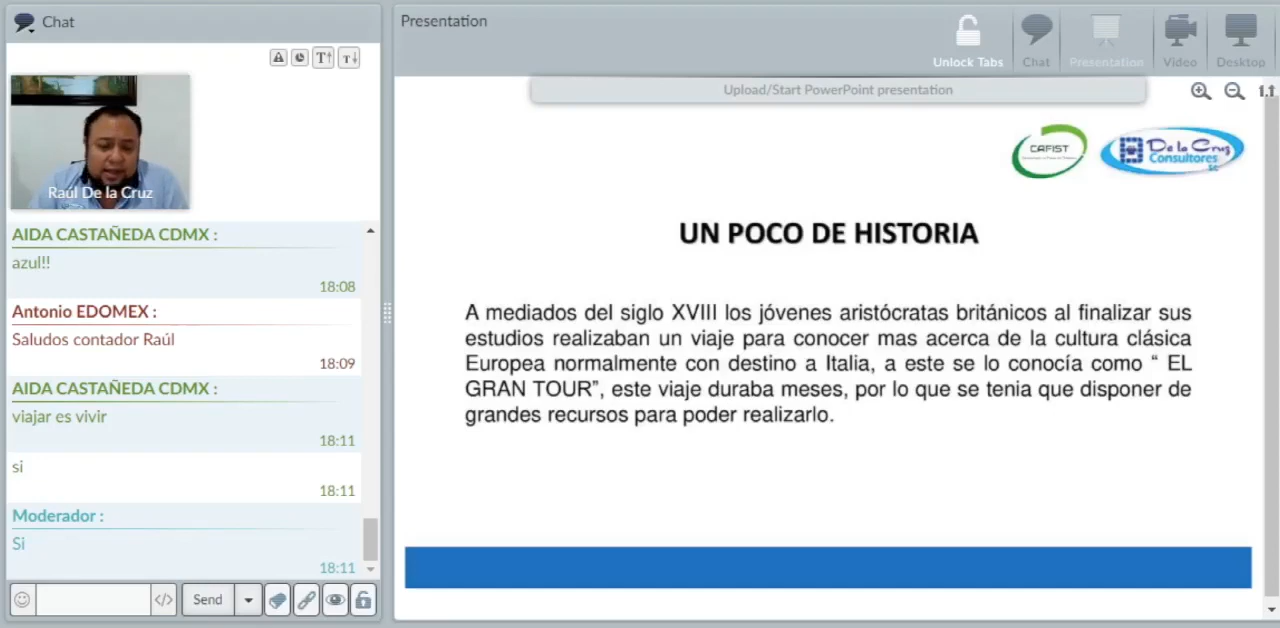 Chat
Raúl De la Cruz
AIDA CASTAÑEDA CDMX :
azul!!
18:08
Antonio EDOMEX :
Saludos contador Raúl
18:09
AIDA CASTAÑEDA CDMX :
viajar es vivir
18:11
si
18:11
Moderador :
Si
18:11
Send
Presentation
Unlock Tabs
Chat
Presentation
Video
Desktop
Upload/Start PowerPoint presentation
1:1
CAFIST
De la Cruz
Consultores
SC
UN POCO DE HISTORIA
A mediados del siglo XVIII los jóvenes aristócratas británicos al finalizar sus
estudios realizaban un viaje para conocer mas acerca de la cultura clásica
Europea normalmente con destino a Italia, a este se lo conocía como “ EL
GRAN TOUR”, este viaje duraba meses, por lo que se tenia que disponer de
grandes recursos para poder realizarlo.